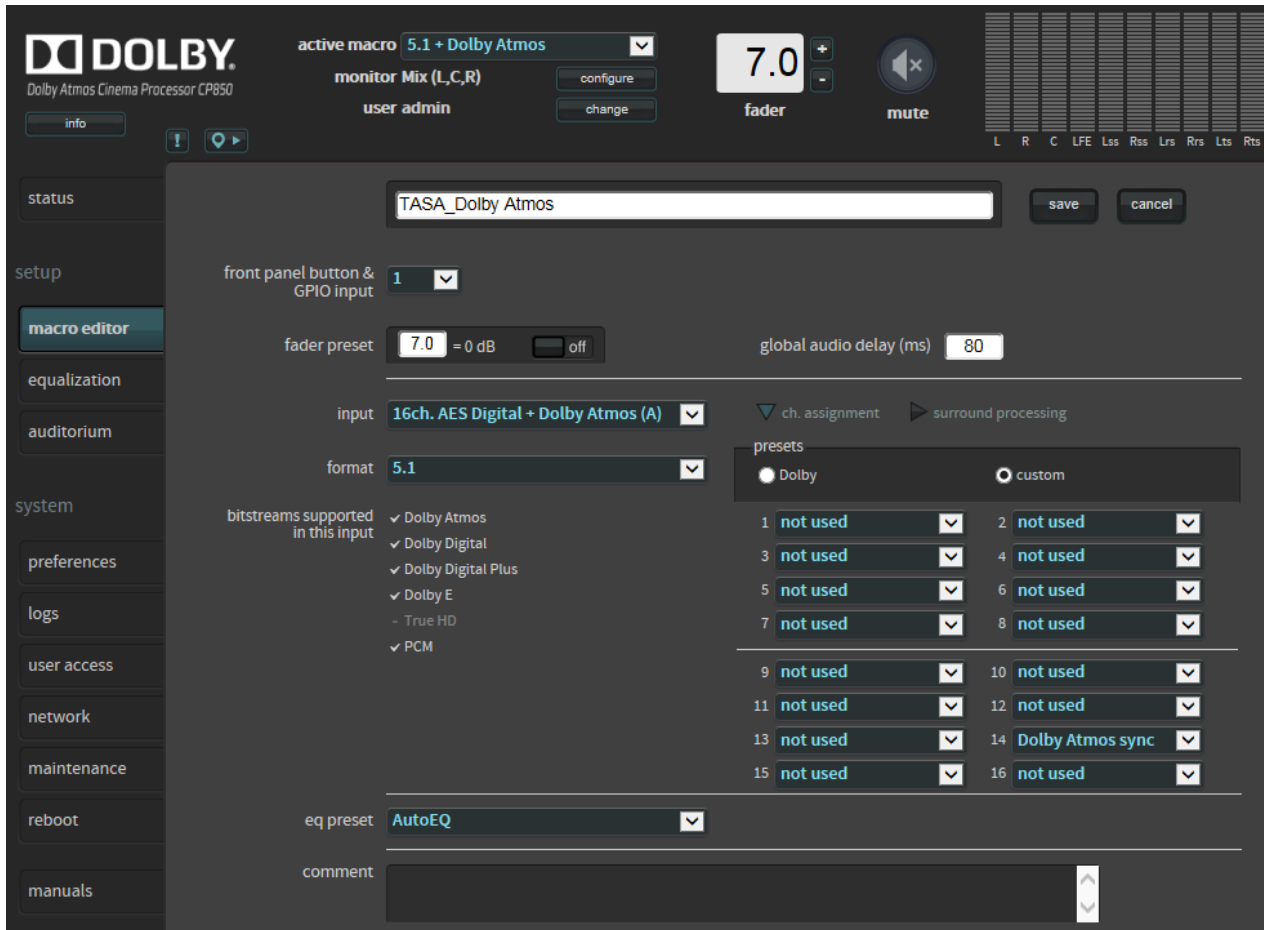 DOLBY.
Dolby Atmos Cinema Processor CP850
info
!
active macro 5.1 + Dolby Atmos
monitor Mix (L,C,R) configure
user admin change
7.0 + -
fader
mute
L R C LFE Lss Rss Lrs Rrs Lts Rts
status
setup
macro editor
equalization
auditorium
system
preferences
logs
user access
network
maintenance
reboot
manuals
TASA_Dolby Atmos save cancel
front panel button &
GPIO input
1
fader preset 7.0 = 0 dB off global audio delay (ms) 80
input 16ch. AES Digital + Dolby Atmos (A)
format 5.1
bitstreams supported
in this input
Dolby Atmos
Dolby Digital
Dolby Digital Plus
Dolby E
- True HD
PCM
ch. assignment surround processing
presets
Dolby custom
1 not used 2 not used
3 not used 4 not used
5 not used 6 not used
7 not used 8 not used
9 not used 10 not used
11 not used 12 not used
13 not used 14 Dolby Atmos sync
15 not used 16 not used
eq preset AutoEQ
comment